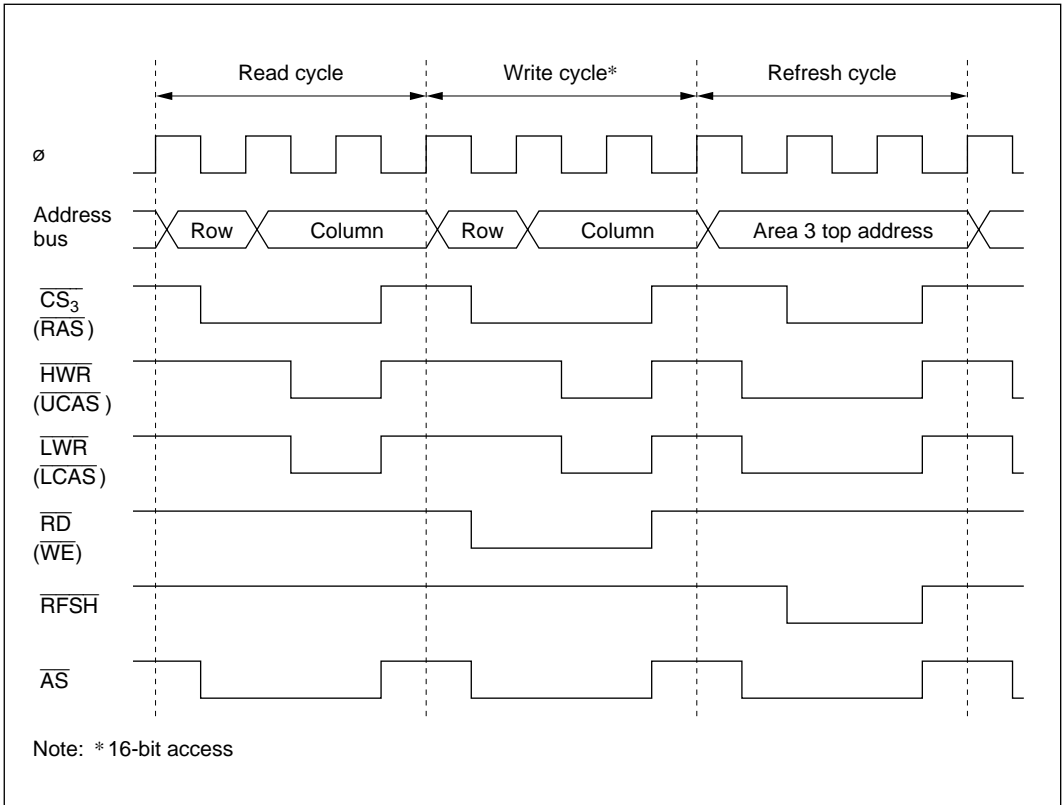 Read cycle
Write cycle*
Refresh cycle
ø
Address
bus
Row
Column
Row
Column
Area 3 top address
CS₃
(RAS)
HWR
(UCAS)
LWR
(LCAS)
RD
(WE)
RFSH
AS
Note: *16-bit access